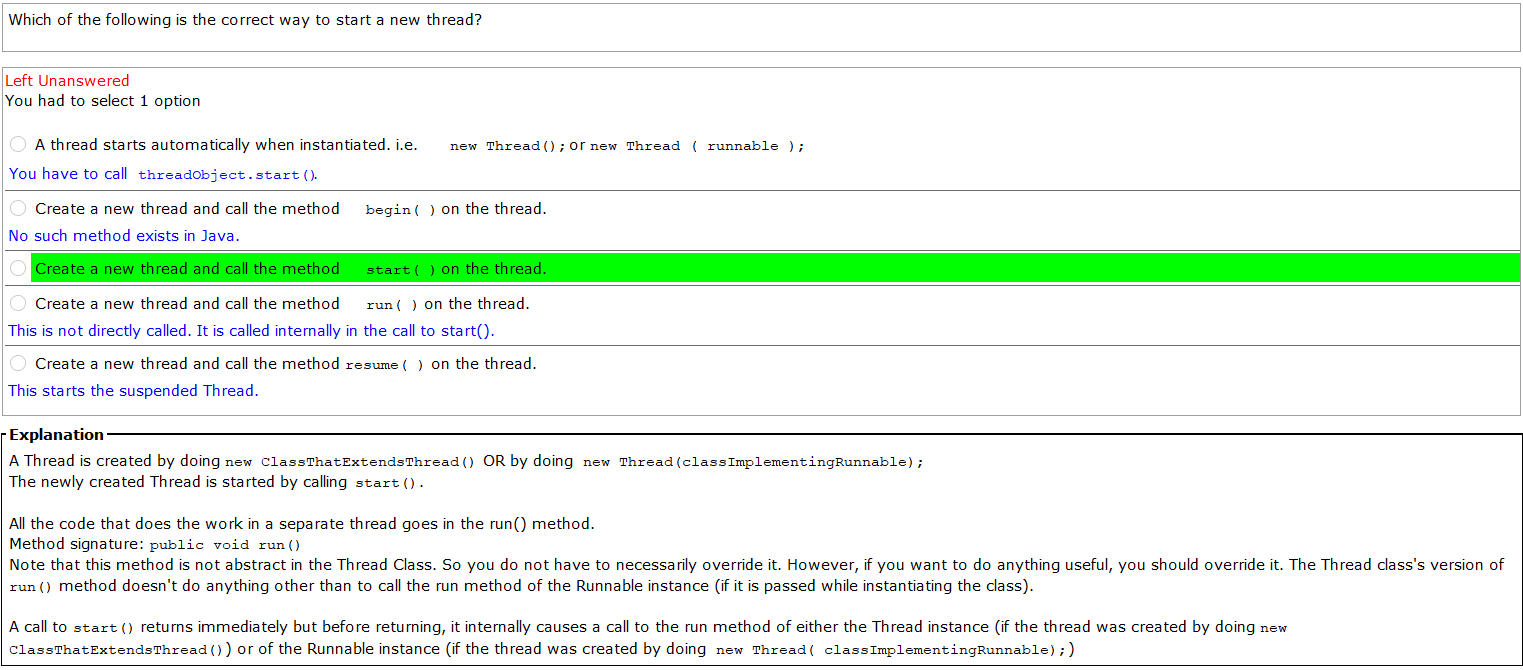 Which of the following is the correct way to start a new thread?
Left Unanswered
You had to select 1 option
A thread starts automatically when instantiated. i.e. new Thread(); or new Thread ( runnable );
You have to call threadObject.start().
Create a new thread and call the method begin( ) on the thread.
No such method exists in Java.
Create a new thread and call the method start( ) on the thread.
Create a new thread and call the method run( ) on the thread.
This is not directly called. It is called internally in the call to start().
Create a new thread and call the method resume( ) on the thread.
This starts the suspended Thread.
Explanation
A Thread is created by doing new ClassThatExtendsThread() OR by doing new Thread(classImplementingRunnable);
The newly created Thread is started by calling start().
All the code that does the work in a separate thread goes in the run() method.
Method signature: public void run()
Note that this method is not abstract in the Thread Class. So you do not have to necessarily override it. However, if you want to do anything useful, you should override it. The Thread class's version of
run() method doesn't do anything other than to call the run method of the Runnable instance (if it is passed while instantiating the class).
A call to start() returns immediately but before returning, it internally causes a call to the run method of either the Thread instance (if the thread was created by doing new
ClassThatExtendsThread()) or of the Runnable instance (if the thread was created by doing new Thread( classImplementingRunnable);)